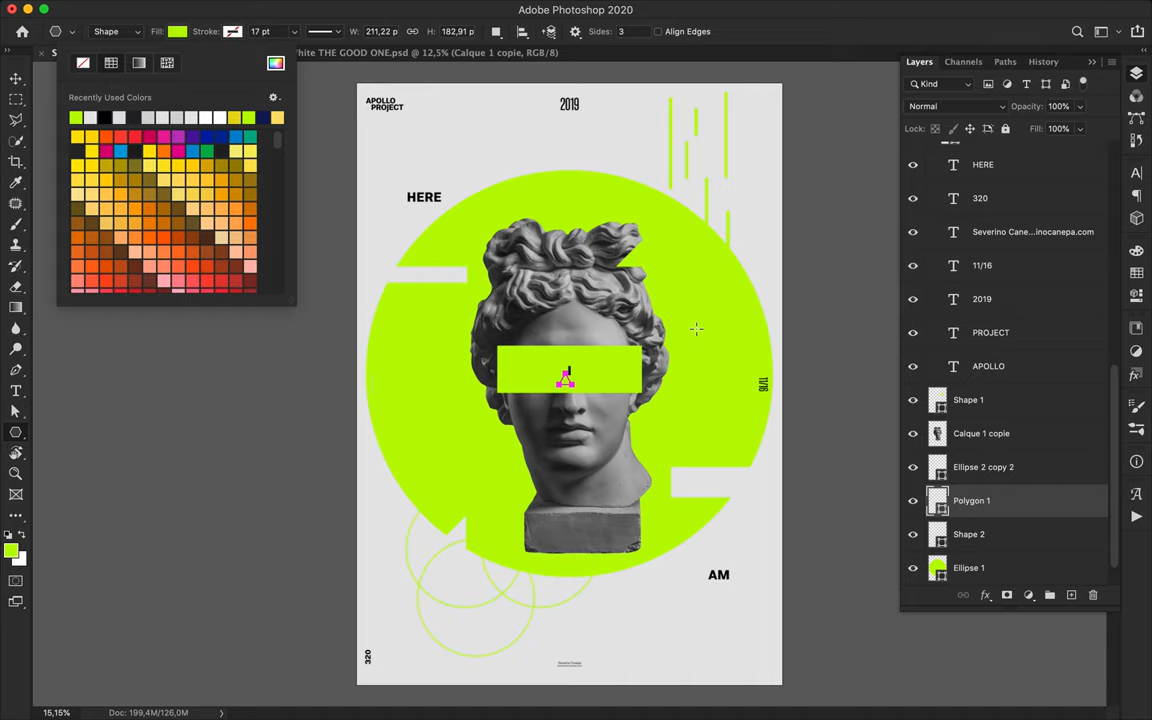 Adobe Photoshop 2020
Shape
Fill:
Stroke:
17 pt
W: 211,22 p
H: 182,91 p
Sides: 3
Align Edges
White THE GOOD ONE.psd @ 12,5% (Calque 1 copie, RGB/8)
Recently Used Colors
APOLLO
PROJECT
2019
HERE
11/16
AM
320
Layers
Channels
Paths
History
Kind
Normal
Opacity: 100%
Lock:
Fill: 100%
HERE
320
Severino Cane...inocanepa.com
11/16
2019
PROJECT
APOLLO
Shape 1
Calque 1 copie
Ellipse 2 copy 2
Polygon 1
Shape 2
Ellipse 1
15,15%
Doc: 199,4M/126,0M